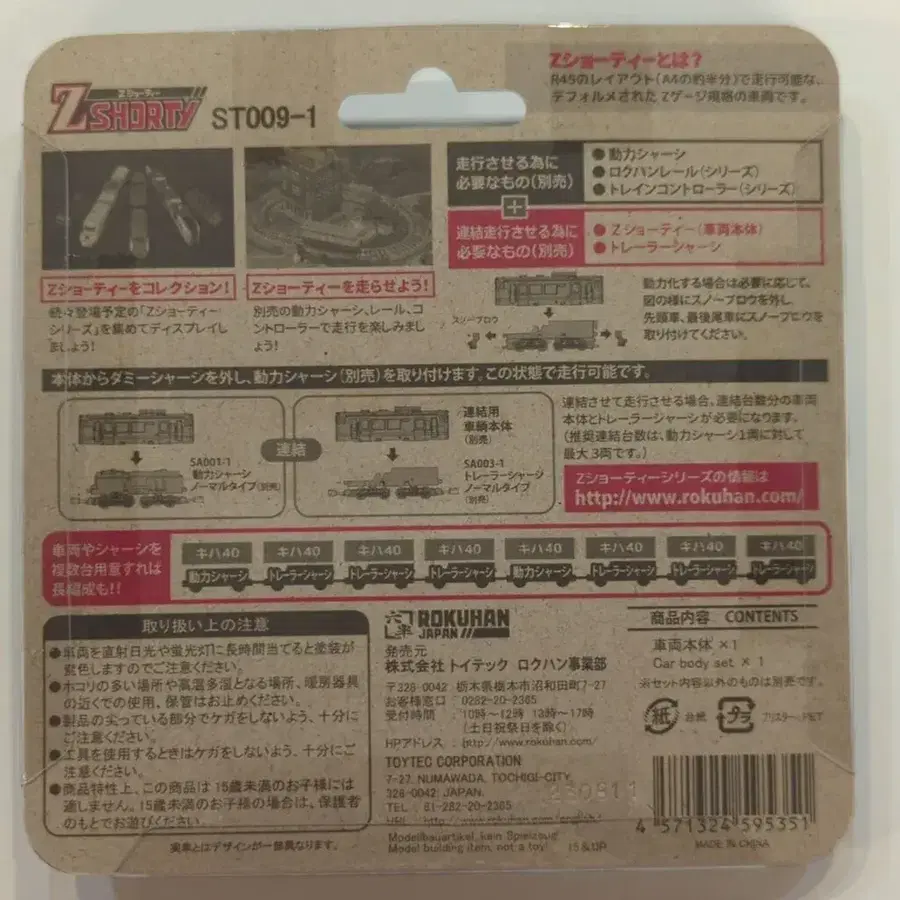 Zショーティー
Z SHORTY
ST009-1
Zショーティーとは?
R45のレイアウト(A4の約半分)で走行可能な、
デフォルメされた Zゲージ規格の車両です。
走行させる為に
必要なもの(別売)
● 動力シャーシ
● ロクハンレール(シリーズ)
● トレインコントローラー(シリーズ)
+
連結走行させる為に
必要なもの(別売)
● Zショーティー(車両本体)
● トレーラーシャーシ
Zショーティーをコレクション!
続々登場予定の「Zショーティー
シリーズ」を集めてディスプレイし
ましょう!
Zショーティーを走らせよう!
別売の動力シャーシ、レール、コ
ントローラーで走行を楽しみまし
ょう!
スノープロウ
動力化する場合は必要に応じて、
図の様にスノープロウを外し、
先頭車、最後尾車にスノープロウを
取り付けてください。
本体からダミーシャーシを外し、動力シャーシ(別売)を取り付けます。この状態で走行可能です。
SA001-1
動力シャーシ
ノーマルタイプ(別売)
連結
連結用
車輌本体
(別売)
SA003-1
トレーラーシャーシ
ノーマルタイプ
(別売)
連結させて走行する場合、連結台数分の車両
本体とトレーラーシャーシが必要になります。
(推奨連結台数は、動力シャーシ1両に対して
最大3両です。)
Zショーティーシリーズの情報は
http://www.rokuhan.com/
車両やシャーシを
複数台用意すれば
長編成も!!
キハ40 キハ40 キハ40 キハ40 キハ40 キハ40 キハ40 キハ40
動力シャーシ トレーラーシャーシ トレーラーシャーシ トレーラーシャーシ 動力シャーシ トレーラーシャーシ トレーラーシャーシ トレーラーシャーシ
取り扱い上の注意
●車両を直射日光や蛍光灯に長時間当てると塗装が
変色しますのでご注意ください。
●ホコリの多い場所や高温多湿となる場所、暖房器具
の近くでの使用、保管はお止めください。
●製品の尖っている部分でケガをしないよう、十分に
ご注意ください。
●工具を使用するときはケガをしないよう、十分にご
注意ください。
●商品特性上、この商品は15歳未満のお子様には
適しません。15歳未満のお子様の場合は、保護者
のもとでお遊びください。
実車とはデザインが一部異なります。
六半 ROKUHAN
JAPAN
発売元
株式会社 トイテック ロクハン事業部
〒328-0042 栃木県栃木市沼和田町7-27
お客様窓口 0282-20-2365
受付時間 10時~12時 13時~17時
(土日祝祭日を除く)
HPアドレス : http://www.rokuhan.com/
TOYTEC CORPORATION
7-27, NUMAWADA, TOCHIGI-CITY,
328-0042 JAPAN.
TEL : 81-282-20-2365
URL : http://www.rokuhan.com/english/
Modellbauartikel, kein Spielzeug
Model building item, not a toy! 15&UP
商品内容 CONTENTS
車両本体 ×1
Car body set × 1
※セット内容以外のものは別売です。
紙 台紙
プラ ブリスター:PET
4 571324 595351
MADE IN CHINA